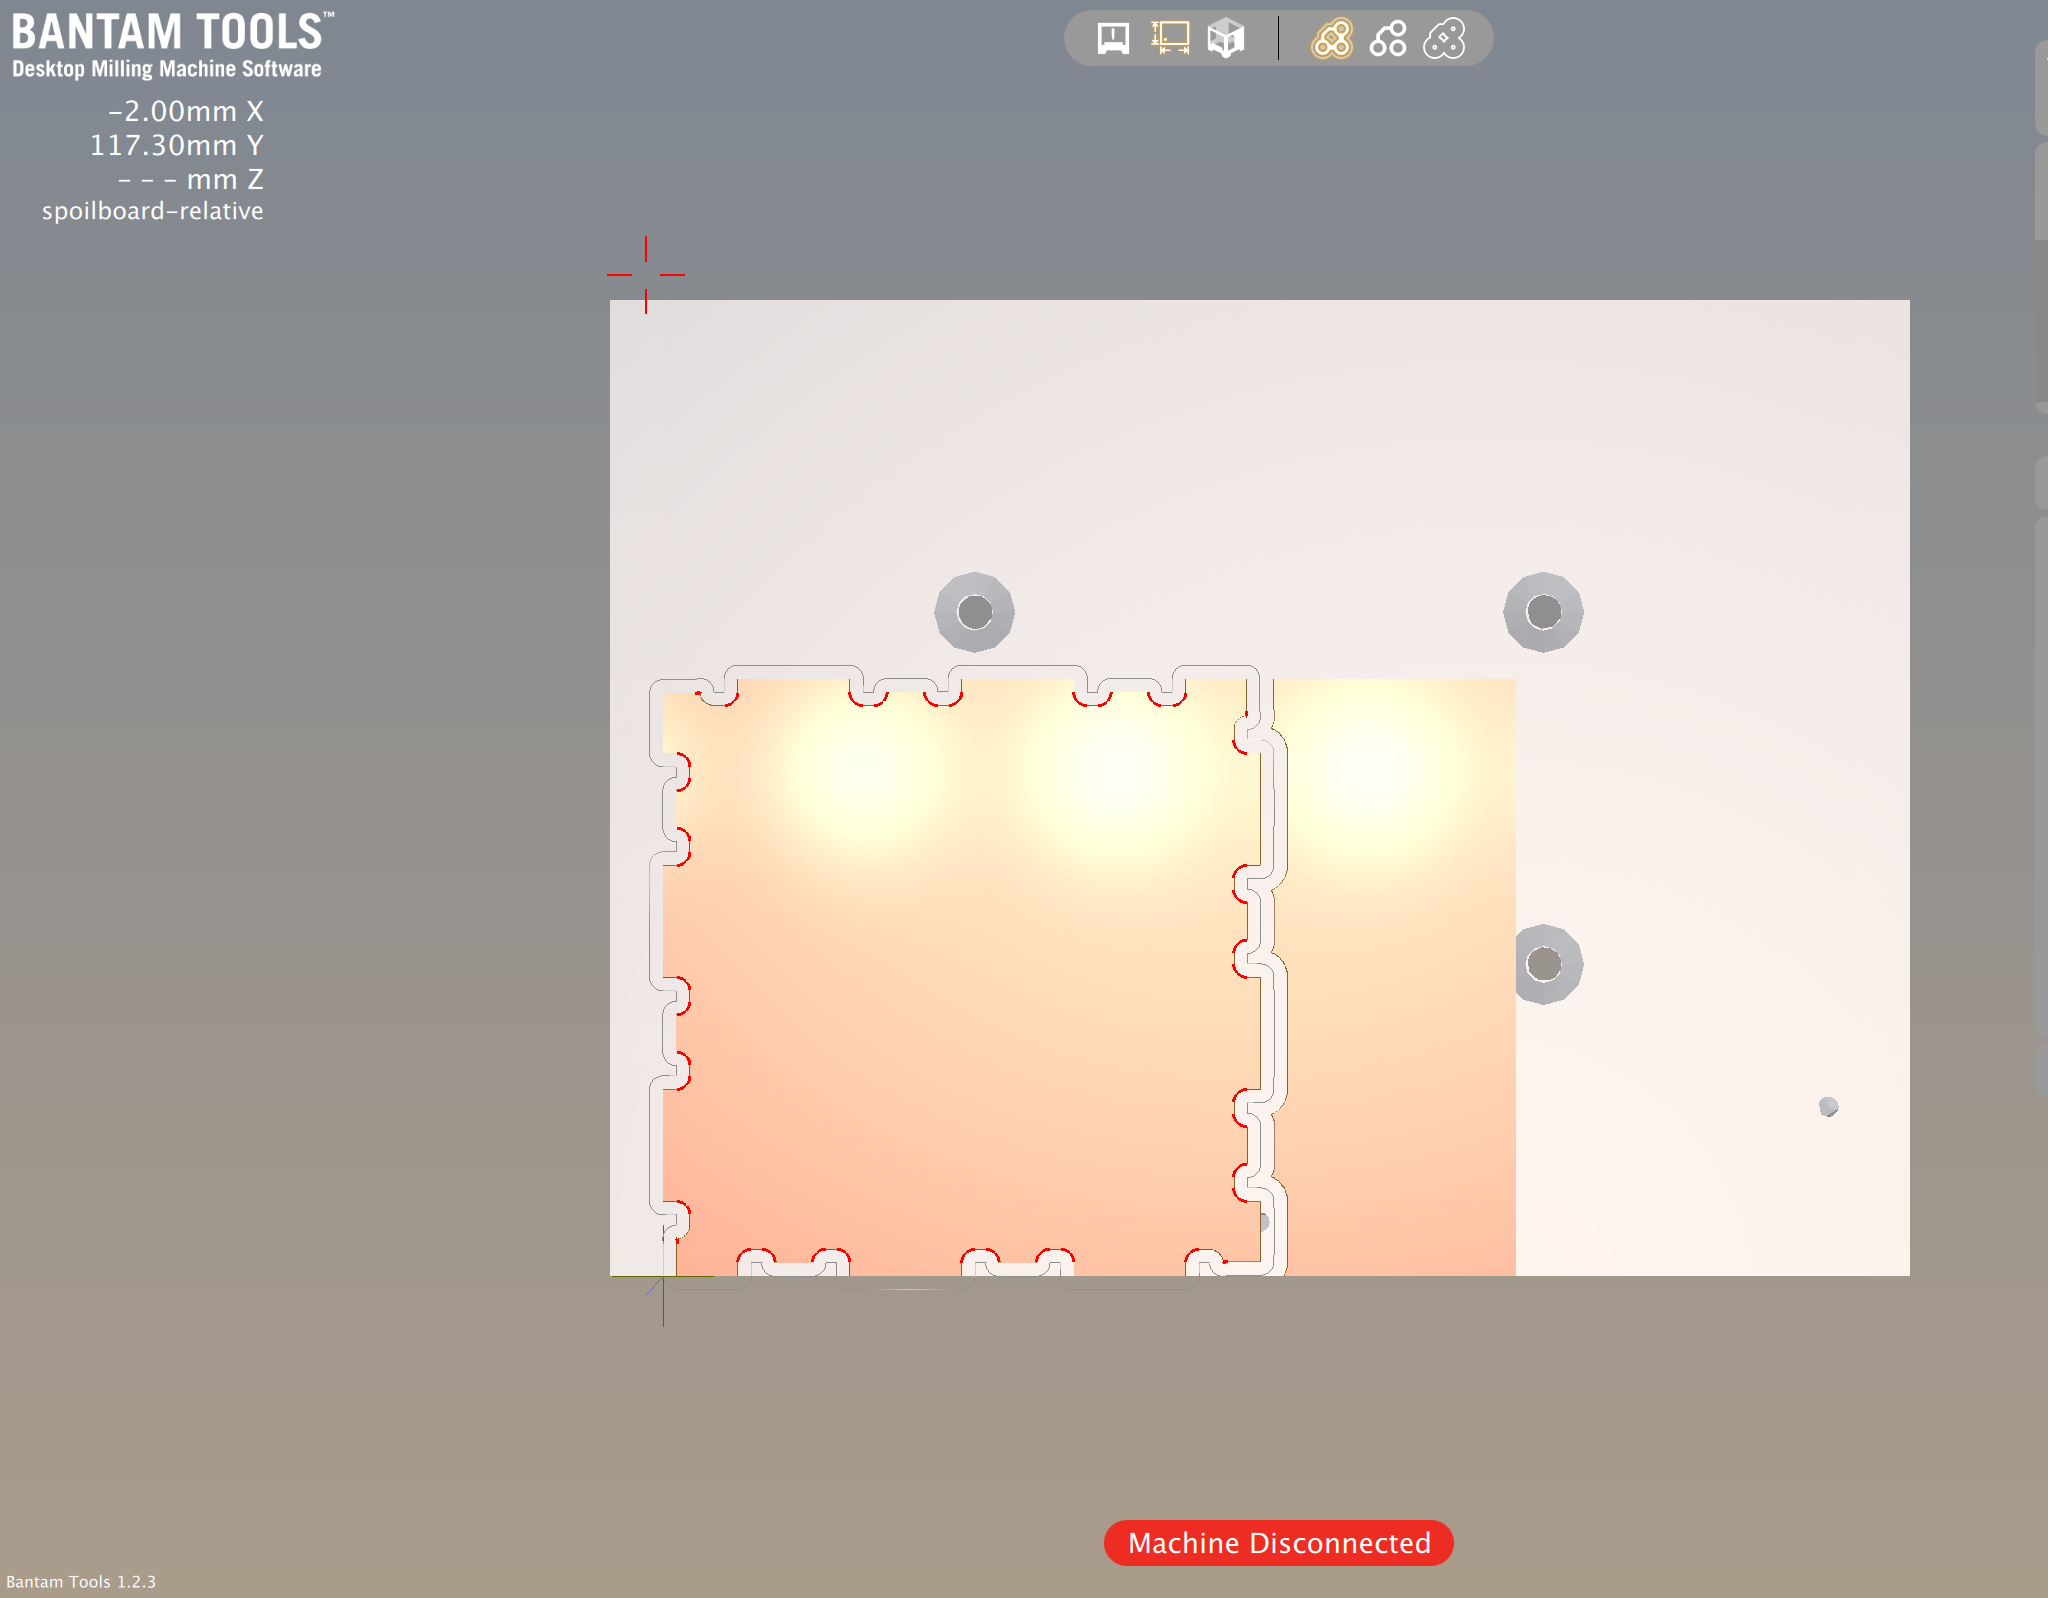 BANTAM TOOLS™
Desktop Milling Machine Software
-2.00mm X
117.30mm Y
- - - mm Z
spoilboard-relative
Machine Disconnected
Bantam Tools 1.2.3